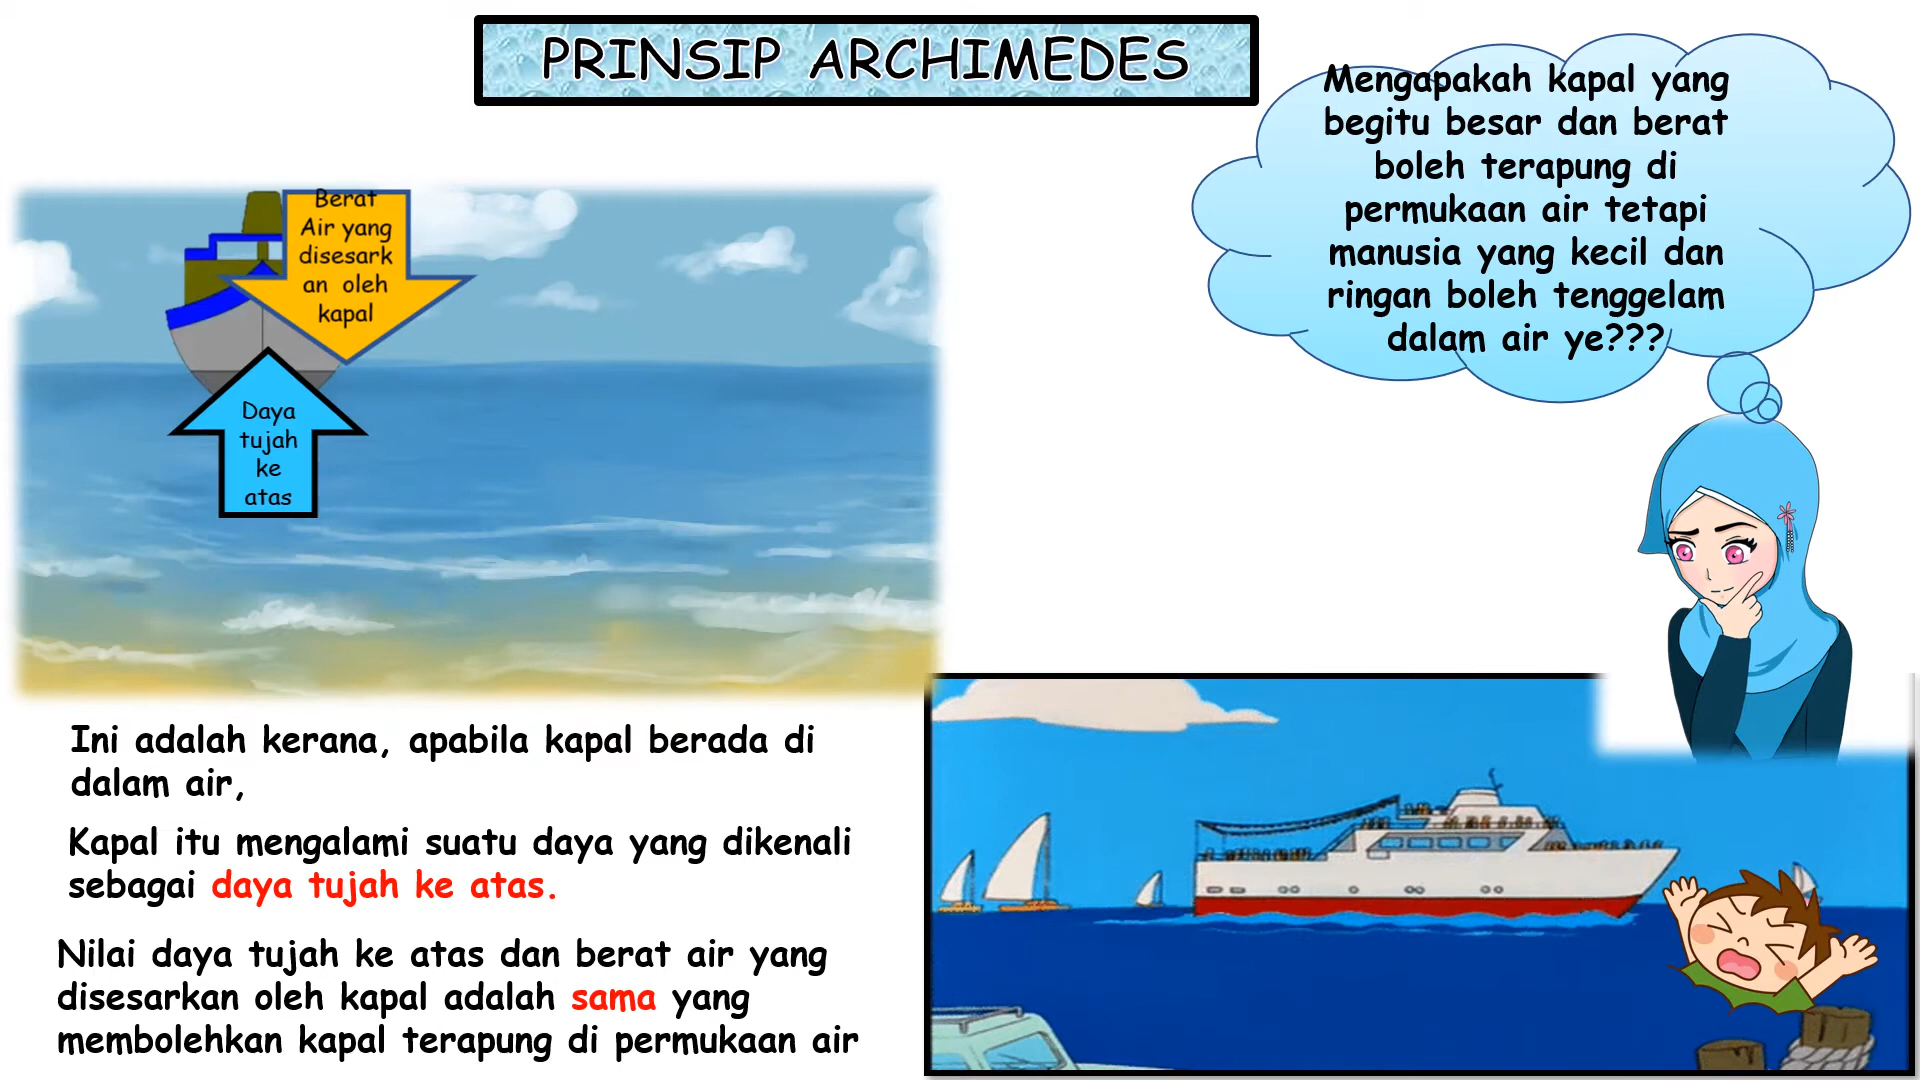 PRINSIP ARCHIMEDES
Mengapakah kapal yang
begitu besar dan berat
boleh terapung di
permukaan air tetapi
manusia yang kecil dan
ringan boleh tenggelam
dalam air ye???
Berat
Air yang
disesark
an oleh
kapal
Daya
tujah
ke
atas
Ini adalah kerana, apabila kapal berada di
dalam air,
Kapal itu mengalami suatu daya yang dikenali
sebagai daya tujah ke atas.
Nilai daya tujah ke atas dan berat air yang
disesarkan oleh kapal adalah sama yang
membolehkan kapal terapung di permukaan air